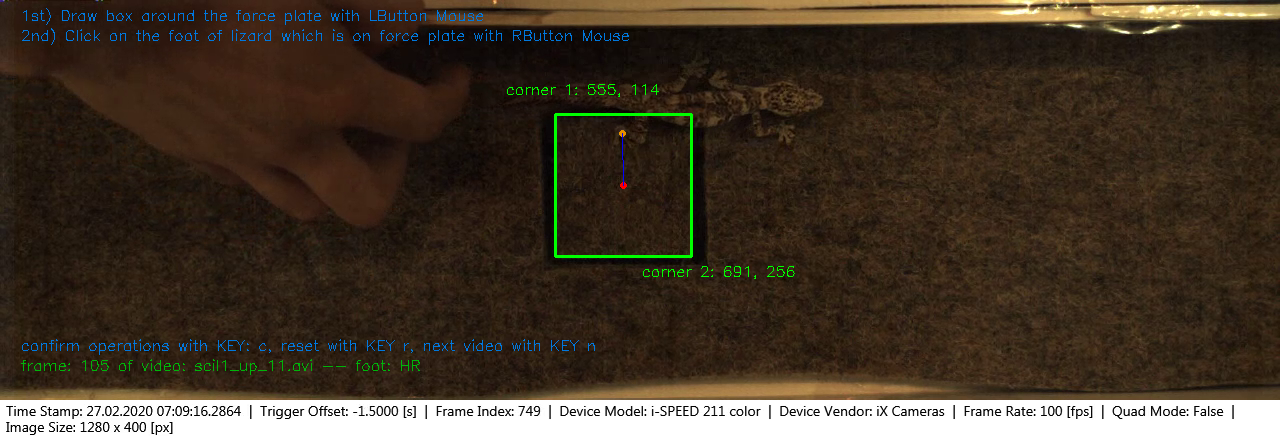 1st) Draw box around the force plate with LButton Mouse
2nd) Click on the foot of lizard which is on force plate with RButton Mouse
corner 1: 555, 114
corner 2: 691, 256
confirm operations with KEY: c, reset with KEY r, next video with KEY n
frame: 105 of video: scil1_up_11.avi -- foot: HR
Time Stamp: 27.02.2020 07:09:16.2864 | Trigger Offset: -1.5000 [s] | Frame Index: 749 | Device Model: i-SPEED 211 color | Device Vendor: iX Cameras | Frame Rate: 100 [fps] | Quad Mode: False |
Image Size: 1280 x 400 [px]